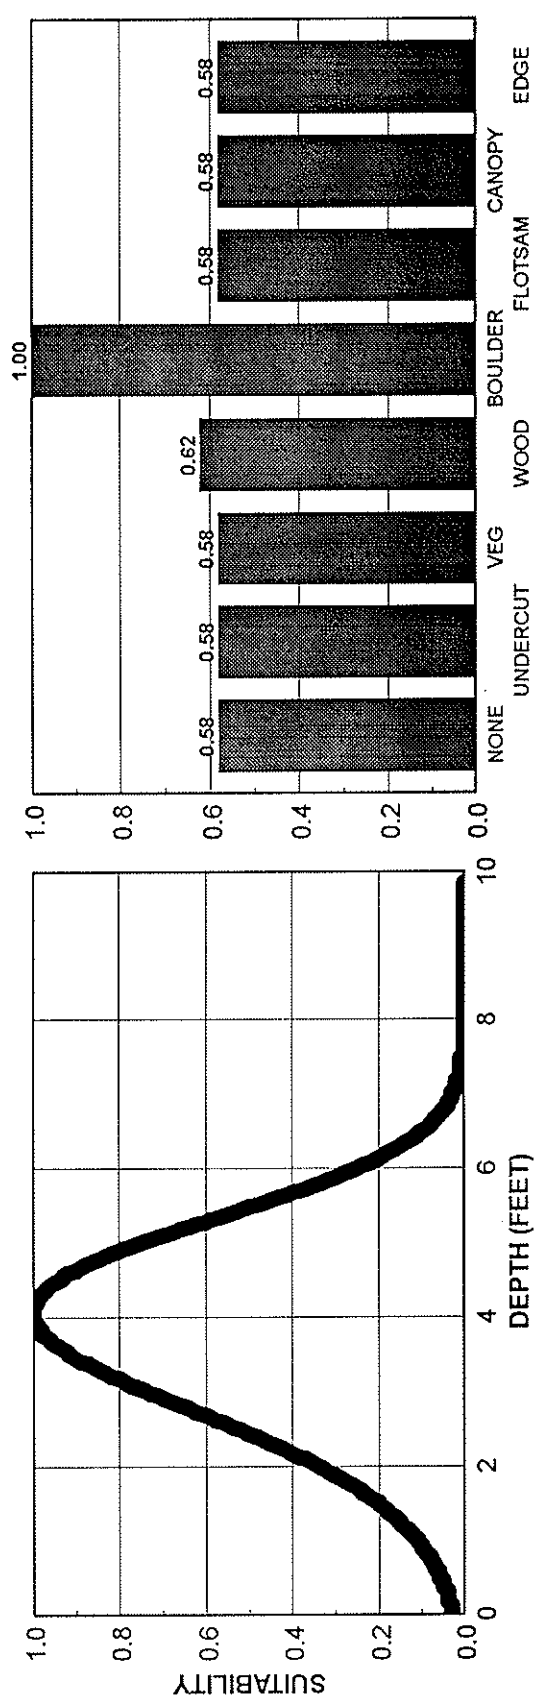 SUITABILITY
1.0
0.8
0.6
0.4
0.2
0.0
0 2 4 6 8 10
DEPTH (FEET)
1.0
0.8
0.6
0.4
0.2
0.0
0.58 0.58 0.58 0.62 1.00 0.58 0.58 0.58
NONE UNDERCUT VEG WOOD BOULDER FLOTSAM CANOPY EDGE